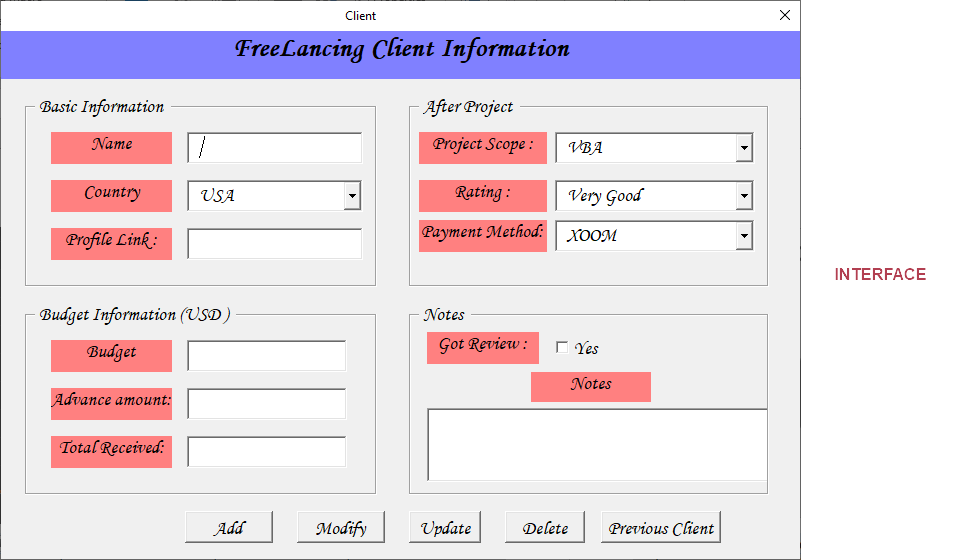 Client
FreeLancing Client Information
Basic Information
Name
Country
USA
Profile Link :
After Project
Project Scope :
VBA
Rating :
Very Good
Payment Method:
XOOM
INTERFACE
Budget Information (USD )
Budget
Advance amount:
Total Received:
Notes
Got Review :
Yes
Notes
Add
Modify
Update
Delete
Previous Client